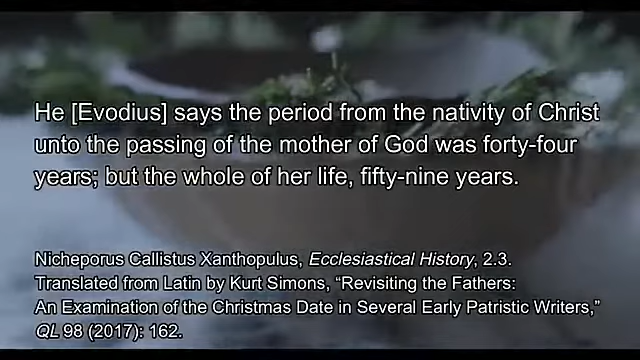 He [Evodius] says the period from the nativity of Christ
unto the passing of the mother of God was forty-four
years; but the whole of her life, fifty-nine years.
Nicheporus Callistus Xanthopulus, Ecclesiastical History, 2.3.
Translated from Latin by Kurt Simons, “Revisiting the Fathers:
An Examination of the Christmas Date in Several Early Patristic Writers,”
QL 98 (2017): 162.